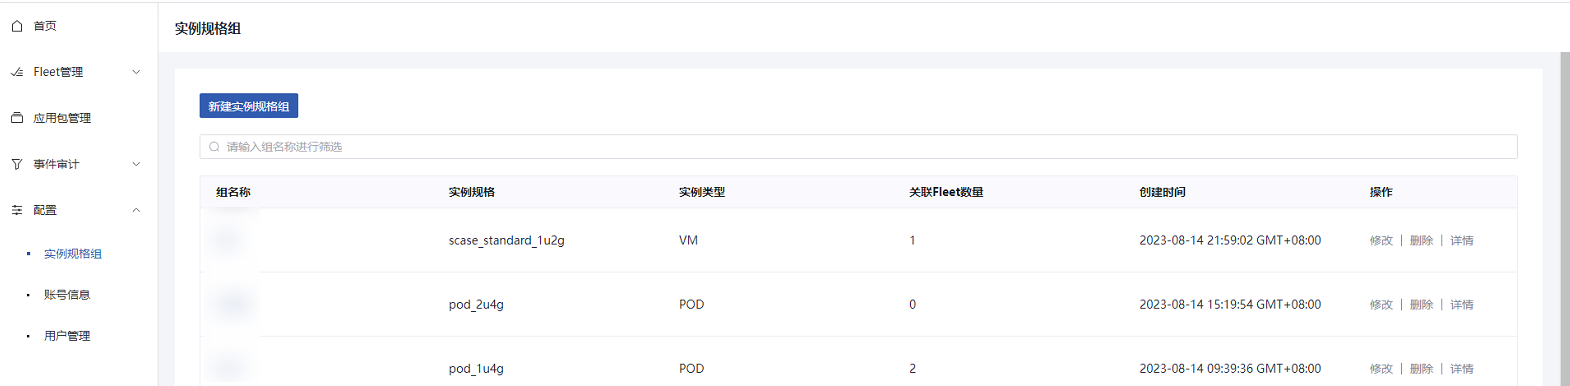 首页
Fleet管理
应用包管理
事件审计
配置
实例规格组
账号信息
用户管理
实例规格组
新建实例规格组
请输入组名称进行筛选
组名称 实例规格 实例类型 关联Fleet数量 创建时间 操作
scase_standard_1u2g VM 1 2023-08-14 21:59:02 GMT+08:00 修改 | 删除 | 详情
pod_2u4g POD 0 2023-08-14 15:19:54 GMT+08:00 修改 | 删除 | 详情
pod_1u4g POD 2 2023-08-14 09:39:36 GMT+08:00 修改 | 删除 | 详情